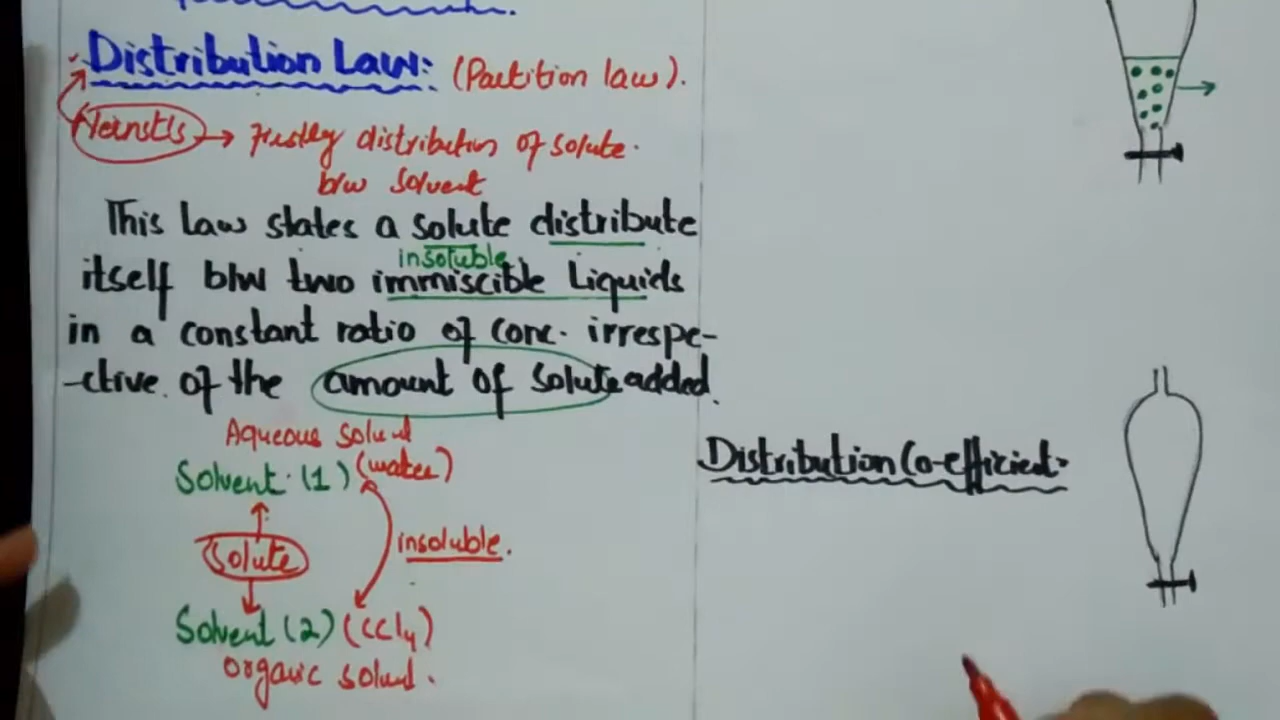 Distribution Law: (Partition law).
Nernst's → Firstly distribution of solute.
b/w solvent
This Law states a solute distribute
insoluble
itself b/w two immiscible Liquids
in a constant ratio of conc. irrespe-
-ctive of the amount of solute added.
Aqueous solvent
Solvent (1) (water)
solute
insoluble.
Solvent (2) (CCl4)
organic solvent.
Distribution Co-efficient.